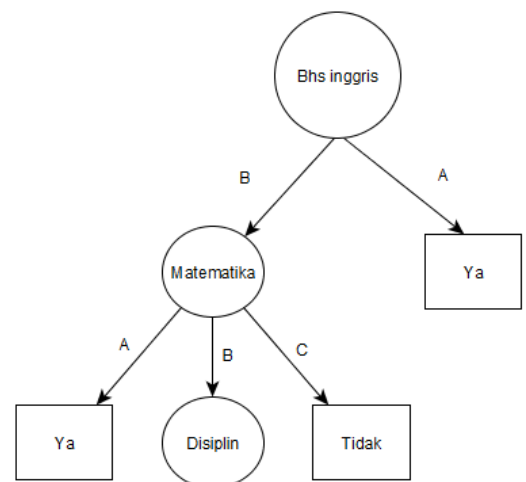 Bhs inggris
B
A
Matematika
Ya
A
B
C
Ya
Disiplin
Tidak